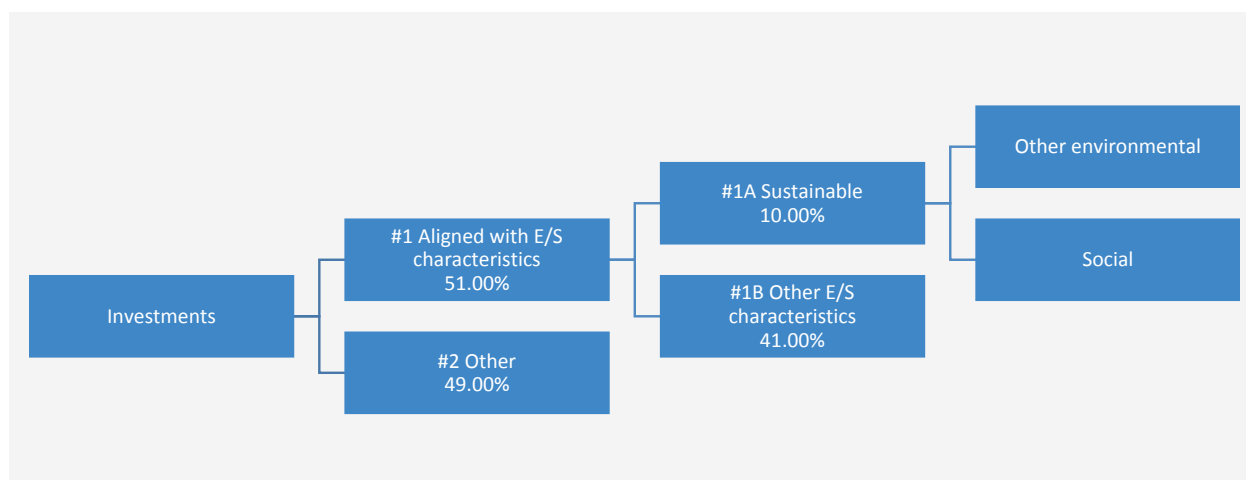 Investments
#1 Aligned with E/S
characteristics
51.00%
#2 Other
49.00%
#1A Sustainable
10.00%
#1B Other E/S
characteristics
41.00%
Other environmental
Social